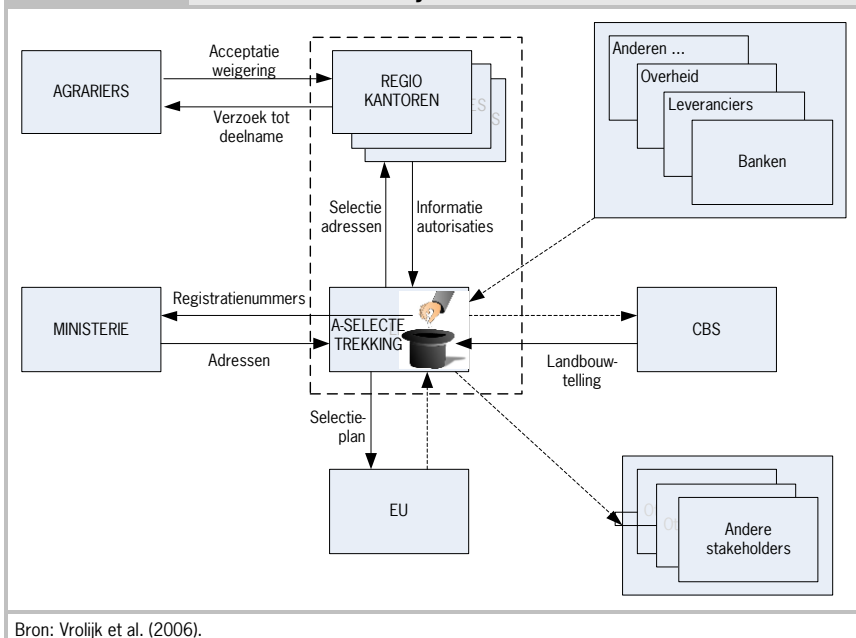 AGRARIERS
Acceptatie
weigering
Verzoek tot
deelname
REGIO
KANTOREN
ES
S
Anderen ...
Overheid
Leveranciers
Banken
Selectie
adressen
Informatie
autorisaties
MINISTERIE
Registratienummers
Adressen
A-SELECTE
TREKKING
CBS
Landbouw-
telling
Selectie-
plan
EU
Andere
stakeholders
Bron: Vrolijk et al. (2006).